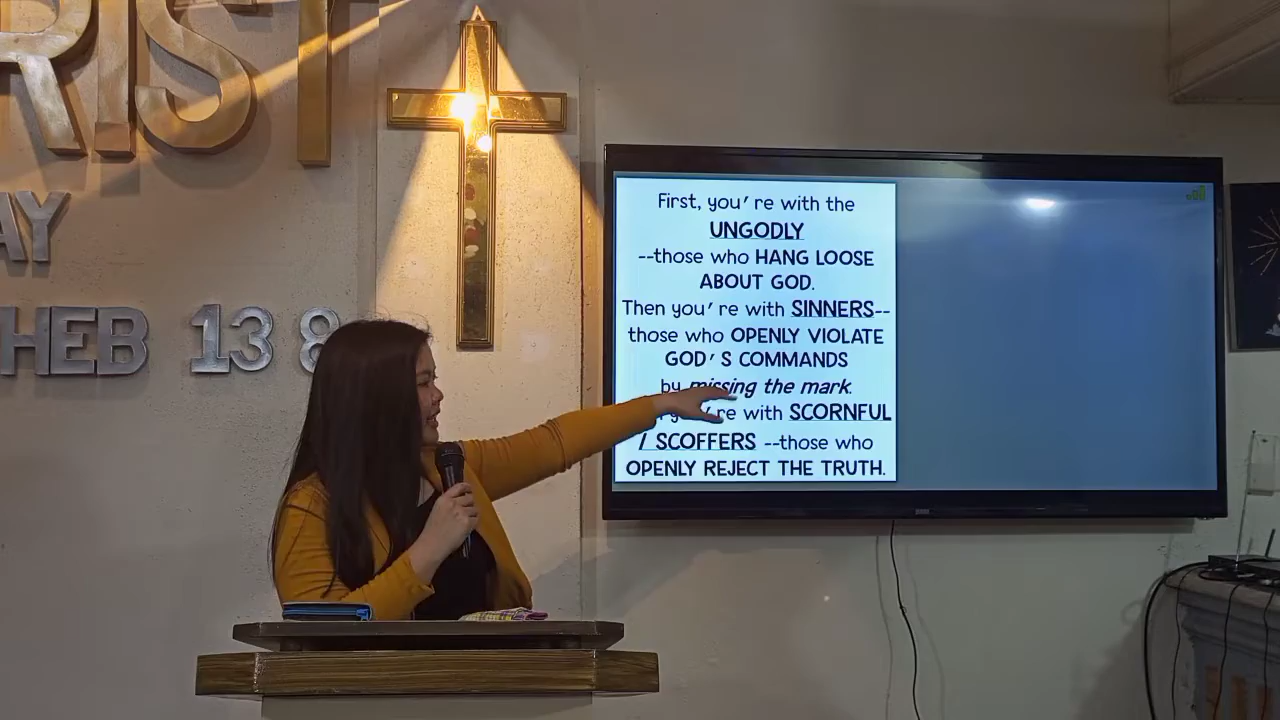 RIST
AY
HEB 13 8
First, you're with the
UNGODLY
--those who HANG LOOSE
ABOUT GOD.
Then you're with SINNERS--
those who OPENLY VIOLATE
GOD'S COMMANDS
by missing the mark.
you're with SCORNFUL
/ SCOFFERS --those who
OPENLY REJECT THE TRUTH.